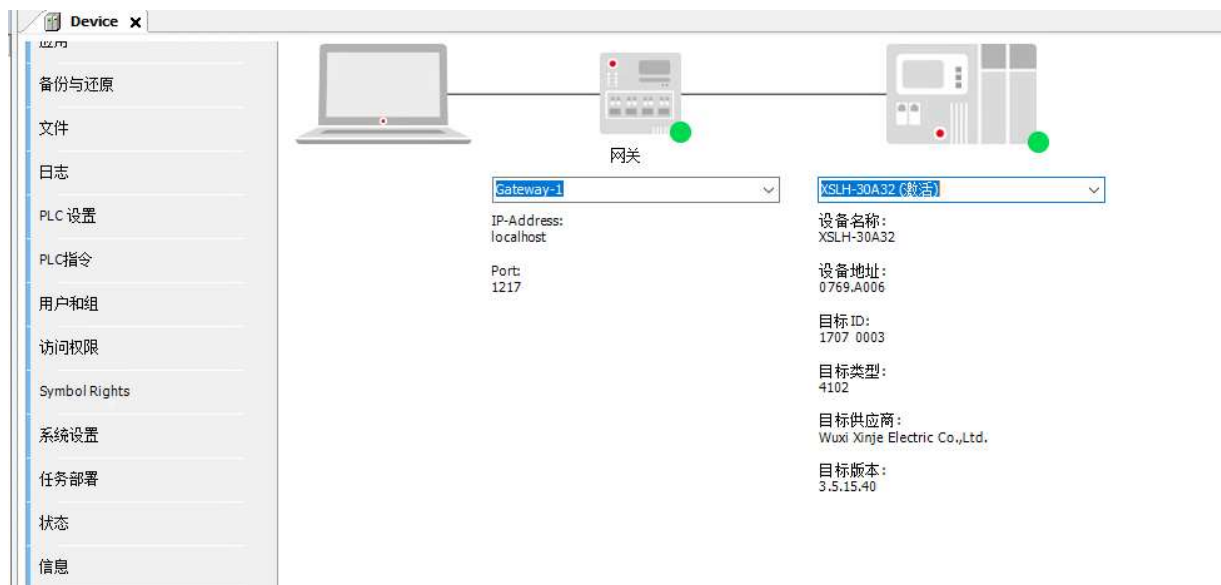 Device
应用
备份与还原
文件
日志
PLC 设置
PLC指令
用户和组
访问权限
Symbol Rights
系统设置
任务部署
状态
信息
网关
Gateway-1
IP-Address:
localhost
Port:
1217
XSLH-30A32 (激活)
设备名称:
XSLH-30A32
设备地址:
0769.A006
目标ID:
1707 0003
目标类型:
4102
目标供应商:
Wuxi Xinje Electric Co.,Ltd.
目标版本:
3.5.15.40